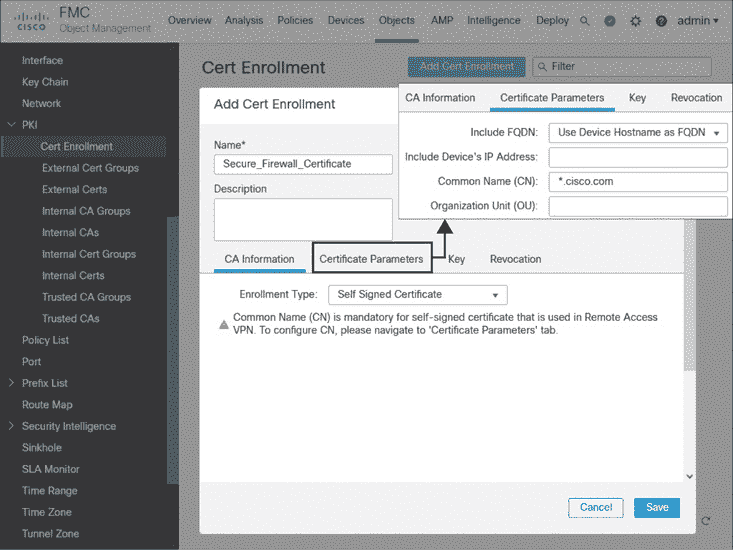 CISCO
FMC
Object Management
Overview
Analysis
Policies
Devices
Objects
AMP
Intelligence
Deploy
admin
Interface
Key Chain
Network
PKI
Cert Enrollment
External Cert Groups
External Certs
Internal CA Groups
Internal CAs
Internal Cert Groups
Internal Certs
Trusted CA Groups
Trusted CAs
Policy List
Port
Prefix List
Route Map
Security Intelligence
Sinkhole
SLA Monitor
Time Range
Time Zone
Tunnel Zone
Cert Enrollment
Add Cert Enrollment
Filter
Add Cert Enrollment
Name*
Secure_Firewall_Certificate
Description
CA Information
Certificate Parameters
Key
Revocation
Include FQDN:
Use Device Hostname as FQDN
Include Device's IP Address:
Common Name (CN):
*.cisco.com
Organization Unit (OU):
CA Information
Certificate Parameters
Key
Revocation
Enrollment Type:
Self Signed Certificate
Common Name (CN) is mandatory for self-signed certificate that is used in Remote Access
VPN. To configure CN, please navigate to 'Certificate Parameters' tab.
Cancel
Save